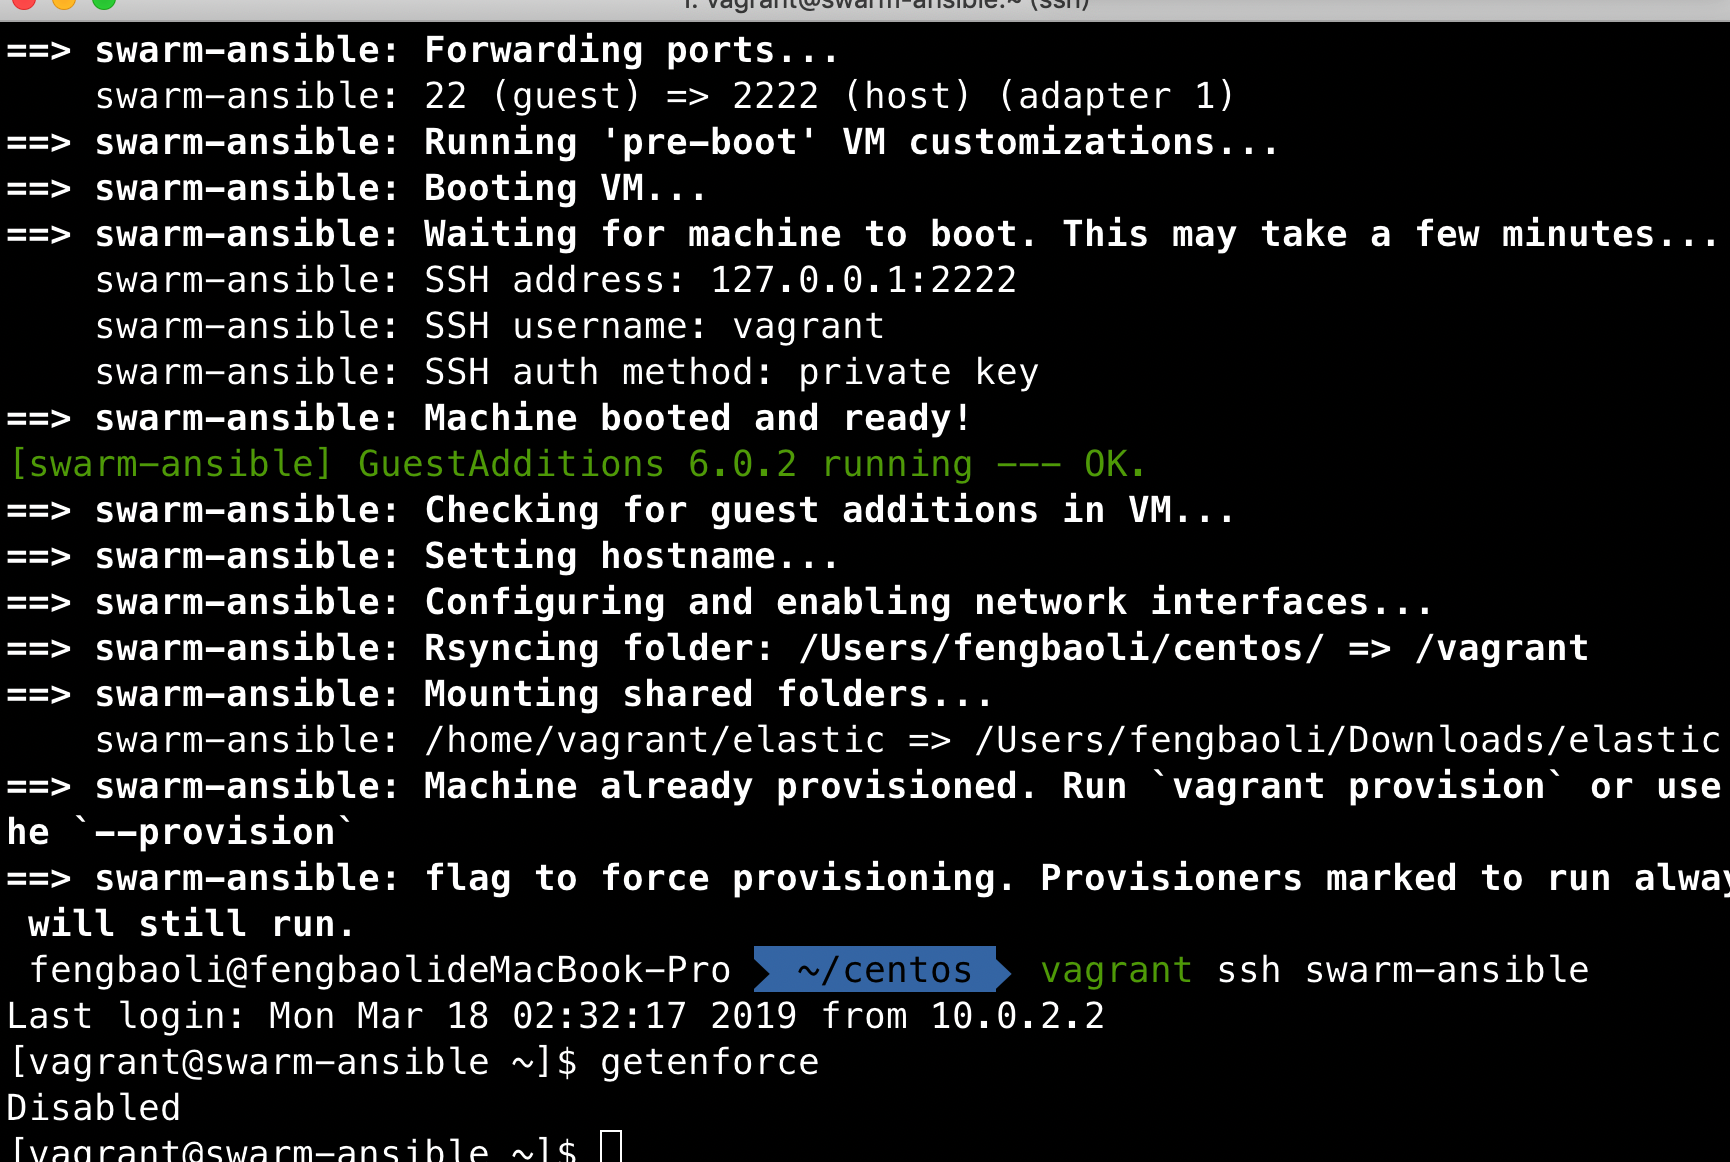 1. vagrant@swarm-ansible:~ (ssh)
==> swarm-ansible: Forwarding ports...
    swarm-ansible: 22 (guest) => 2222 (host) (adapter 1)
==> swarm-ansible: Running 'pre-boot' VM customizations...
==> swarm-ansible: Booting VM...
==> swarm-ansible: Waiting for machine to boot. This may take a few minutes...
    swarm-ansible: SSH address: 127.0.0.1:2222
    swarm-ansible: SSH username: vagrant
    swarm-ansible: SSH auth method: private key
==> swarm-ansible: Machine booted and ready!
[swarm-ansible] GuestAdditions 6.0.2 running --- OK.
==> swarm-ansible: Checking for guest additions in VM...
==> swarm-ansible: Setting hostname...
==> swarm-ansible: Configuring and enabling network interfaces...
==> swarm-ansible: Rsyncing folder: /Users/fengbaoli/centos/ => /vagrant
==> swarm-ansible: Mounting shared folders...
    swarm-ansible: /home/vagrant/elastic => /Users/fengbaoli/Downloads/elastic
==> swarm-ansible: Machine already provisioned. Run `vagrant provision` or use
he `--provision`
==> swarm-ansible: flag to force provisioning. Provisioners marked to run alway
 will still run.
 fengbaoli@fengbaolideMacBook-Pro ~/centos vagrant ssh swarm-ansible
Last login: Mon Mar 18 02:32:17 2019 from 10.0.2.2
[vagrant@swarm-ansible ~]$ getenforce
Disabled
[vagrant@swarm-ansible ~]$